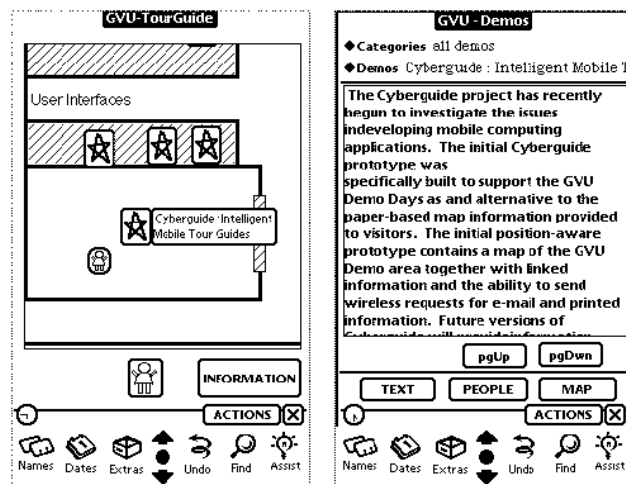 GVU-TourGuide
User Interfaces
Cyberguide :Intelligent
Mobile Tour Guides
INFORMATION
ACTIONS
Names Dates Extras Undo Find Assist
GVU - Demos
Categories all demos
Demos Cyberguide : Intelligent Mobile T
The Cyberguide project has recently
begun to investigate the issues
indeveloping mobile computing
applications. The initial Cyberguide
prototype was
specifically built to support the GVU
Demo Days as and alternative to the
paper-based map information provided
to visitors. The initial position-aware
prototype contains a map of the GVU
Demo area together with linked
information and the ability to send
wireless requests for e-mail and printed
information. Future versions of
pgUp pgDwn
TEXT PEOPLE MAP
ACTIONS
Names Dates Extras Undo Find Assist